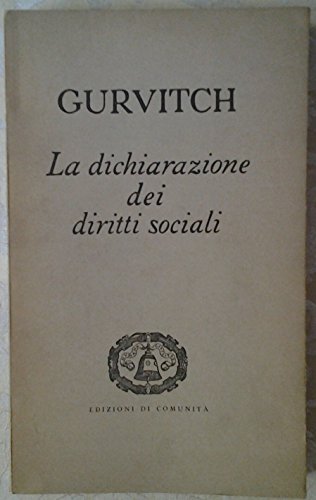 GURVITCH
La dichiarazione
dei
diritti sociali
EDIZIONI DI COMUNITÀ